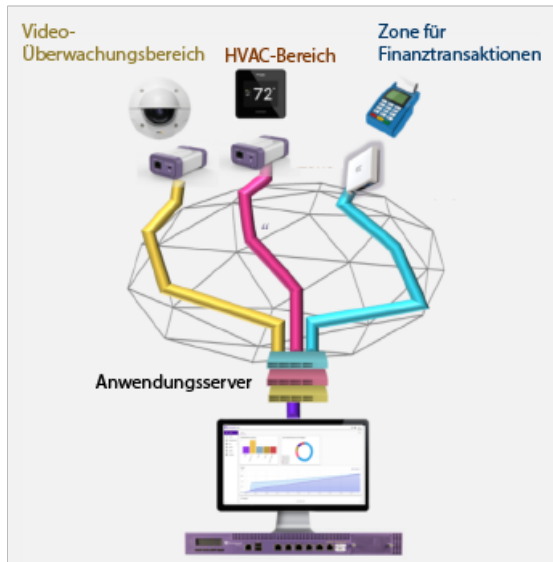 Video-
Überwachungsbereich
HVAC-Bereich
Zone für
Finanztransaktionen
72
Anwendungsserver